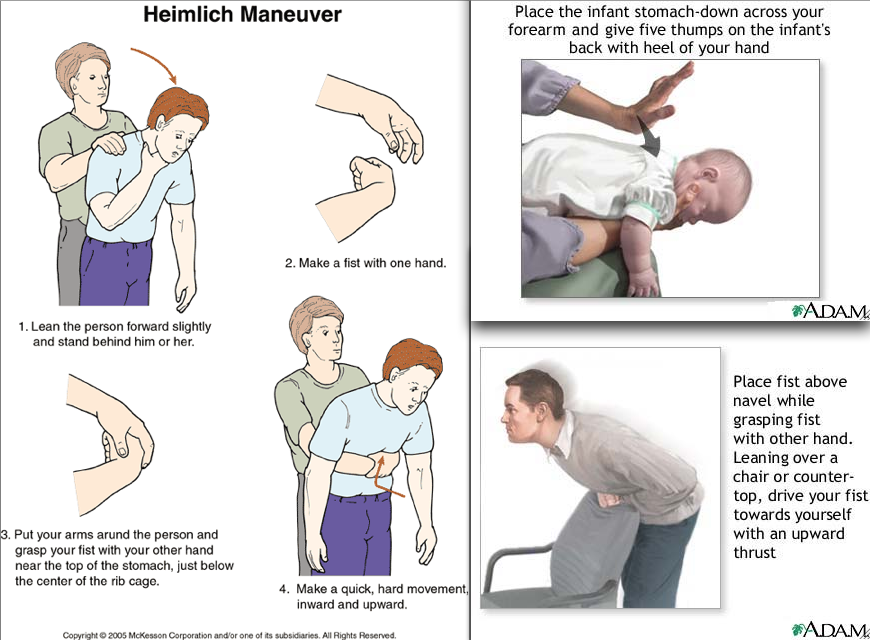 Heimlich Maneuver
1. Lean the person forward slightly
and stand behind him or her.
2. Make a fist with one hand.
3. Put your arms arund the person and
grasp your fist with your other hand
near the top of the stomach, just below
the center of the rib cage.
4. Make a quick, hard movement,
inward and upward.
Copyright © 2005 McKesson Corporation and/or one of its subsidiaries. All Rights Reserved.
Place the infant stomach-down across your
forearm and give five thumps on the infant's
back with heel of your hand
ADAM
Place fist above
navel while
grasping fist
with other hand.
Leaning over a
chair or counter-
top, drive your fist
towards yourself
with an upward
thrust
ADAM